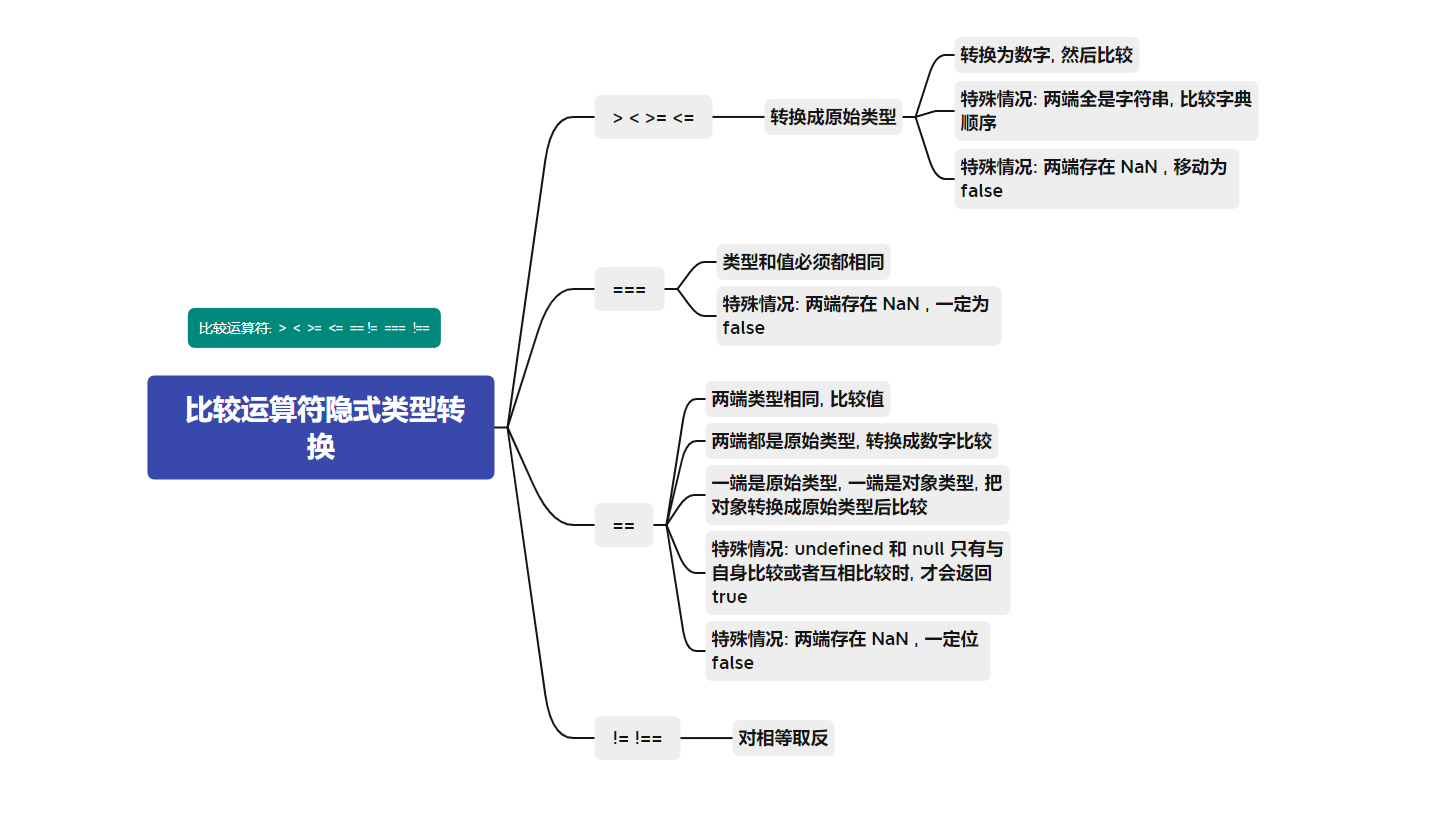 比较运算符: > < >= <= == != === !==
比较运算符隐式类型转
换
> < >= <=
转换成原始类型
转换为数字, 然后比较
特殊情况: 两端全是字符串, 比较字典
顺序
特殊情况: 两端存在 NaN , 移动为
false
===
类型和值必须都相同
特殊情况: 两端存在 NaN , 一定为
false
==
两端类型相同, 比较值
两端都是原始类型, 转换成数字比较
一端是原始类型, 一端是对象类型, 把
对象转换成原始类型后比较
特殊情况: undefined 和 null 只有与
自身比较或者互相比较时, 才会返回
true
特殊情况: 两端存在 NaN , 一定位
false
!= !==
对相等取反